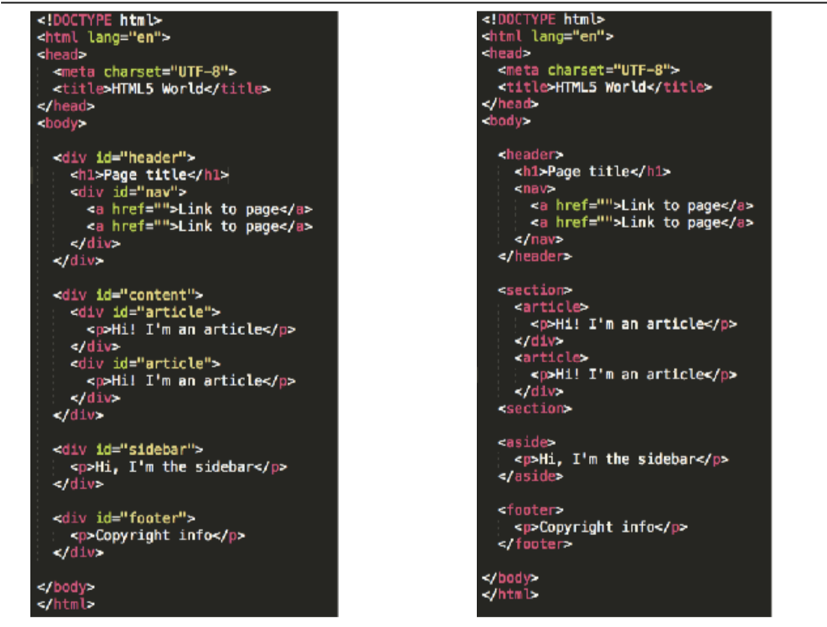 <!DOCTYPE html>
<html lang="en">
<head>
<meta charset="UTF-8">
<title>HTML5 World</title>
</head>
<body>
<div id="header">
<h1>Page title</h1>
<div id="nav">
<a href="">Link to page</a>
<a href="">Link to page</a>
</div>
</div>
<div id="content">
<div id="article">
<p>Hi! I'm an article</p>
</div>
<div id="article">
<p>Hi! I'm an article</p>
</div>
</div>
<div id="sidebar">
<p>Hi, I'm the sidebar</p>
</div>
<div id="footer">
<p>Copyright info</p>
</div>
</body>
</html>
<!DOCTYPE html>
<html lang="en">
<head>
<meta charset="UTF-8">
<title>HTML5 World</title>
</head>
<body>
<header>
<h1>Page title</h1>
<nav>
<a href="">Link to page</a>
<a href="">Link to page</a>
</nav>
</header>
<section>
<article>
<p>Hi! I'm an article</p>
</div>
<article>
<p>Hi! I'm an article</p>
</div>
<section>
<aside>
<p>Hi, I'm the sidebar</p>
</aside>
<footer>
<p>Copyright info</p>
</footer>
</body>
</html>